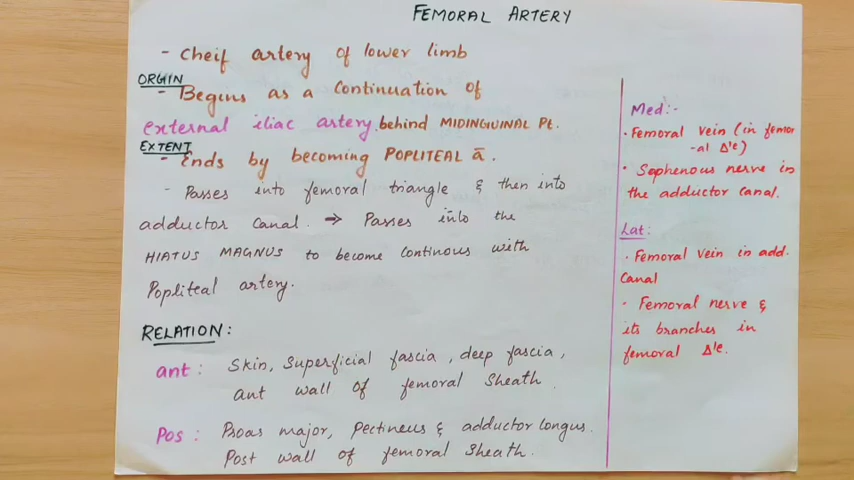 FEMORAL ARTERY
- Cheif artery of lower limb
ORGIN
- Begins as a Continuation of
external iliac artery behind MIDINGUINAL Pt.
EXTENT
- Ends by becoming POPLITEAL ā.
- Passes into femoral triangle & then into
adductor canal. ⇒ Passes into the
HIATUS MAGNUS to become continous with
Popliteal artery.
RELATION:
ant: Skin, Superficial fascia, deep fascia,
ant wall of femoral Sheath.
Pos: Psoas major, Pectineus & adductor longus.
Post wall of femoral Sheath.
Med:-
• Femoral Vein (in femor
-al Δ'le)
• Saphenous nerve in
the adductor canal.
Lat:
• Femoral Vein in add.
Canal
• Femoral nerve &
its branches in
femoral Δ'le.